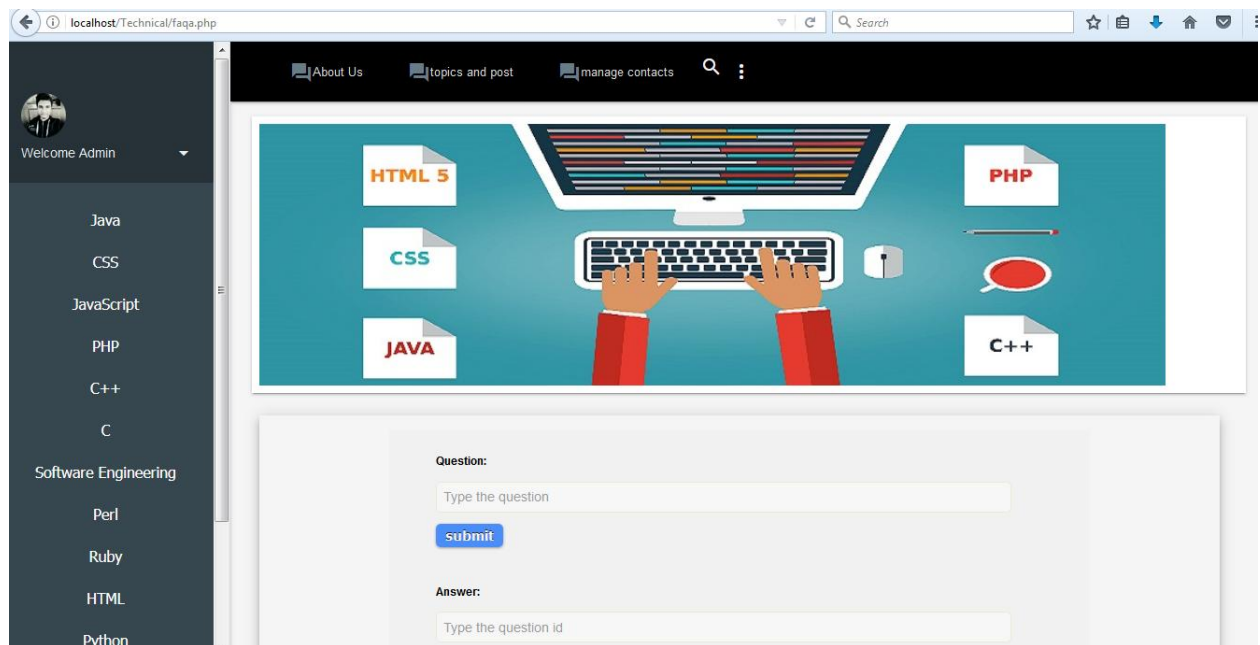 localhost/Technical/faqa.php
Search
About Us
topics and post
manage contacts
Welcome Admin
Java
CSS
JavaScript
PHP
C++
C
Software Engineering
Perl
Ruby
HTML
Python
HTML 5
PHP
CSS
JAVA
C++
Question:
Type the question
submit
Answer:
Type the question id